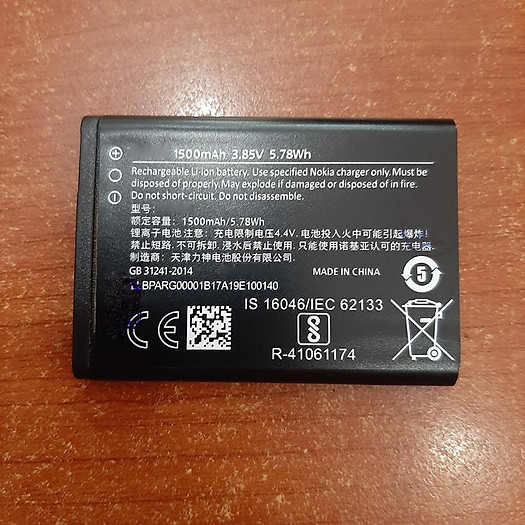 1500mAh 3.85V 5.78Wh
Rechargeable Li-ion battery. Use specified Nokia charger only.Must be
disposed of properly.May explode if damaged or disposed of in fire.
Do not short-circuit. Do not disassemble.
型号:
额定容量: 1500mAh/5.78Wh
锂离子电池 注意: 充电限制电压4.4V. 电池投入火中可能引起爆炸!
禁止短路. 不可拆卸. 浸水后禁止使用. 只能使用诺基亚认可的充电器
制造商: 天津力神电池股份有限公司
GB 31241-2014
MADE IN CHINA
5
BPARG00001B17A19E100140
IS 16046/IEC 62133
CE
R-41061174